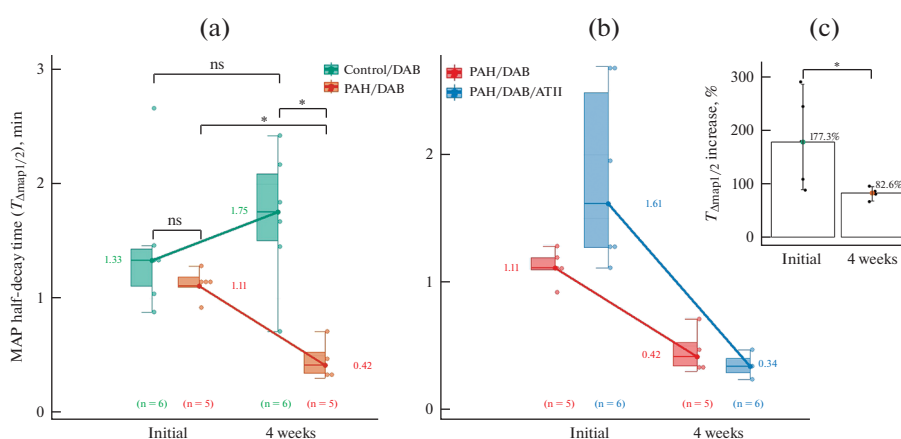 (a)
(b)
(c)
MAP half-decay time (TΔmap1/2), min
3
2
1
0
ns
Control/DAB
PAH/DAB
*
*
ns
1.33
1.75
1.11
0.42
(n = 6)
(n = 5)
(n = 6)
(n = 5)
Initial
4 weeks
2
1
0
PAH/DAB
PAH/DAB/ATII
1.11
1.61
0.42
0.34
(n = 5)
(n = 6)
(n = 5)
(n = 6)
Initial
4 weeks
TΔmap1/2 increase, %
300
200
100
0
*
177.3%
82.6%
Initial
4 weeks